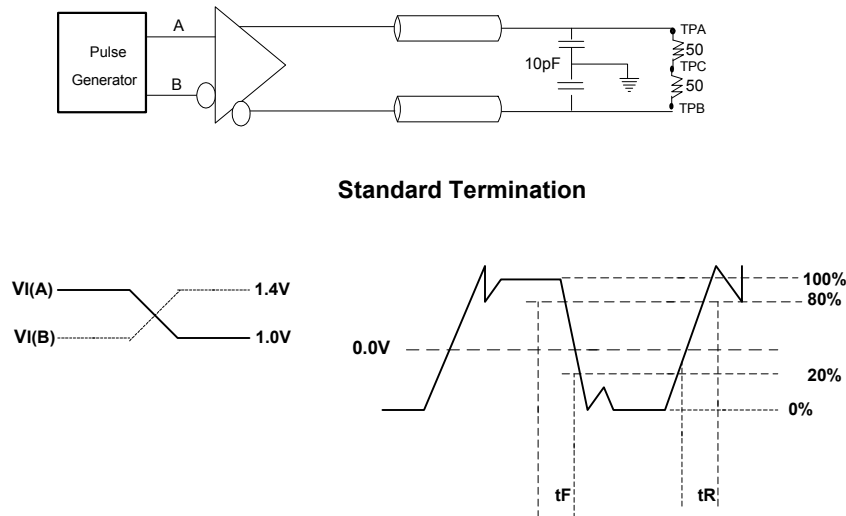 A
TPA
Pulse
Generator
50
10pF
TPC
50
B
TPB
Standard Termination
VI(A)
1.4V
VI(B)
1.0V
100%
80%
0.0V
20%
0%
tF
tR